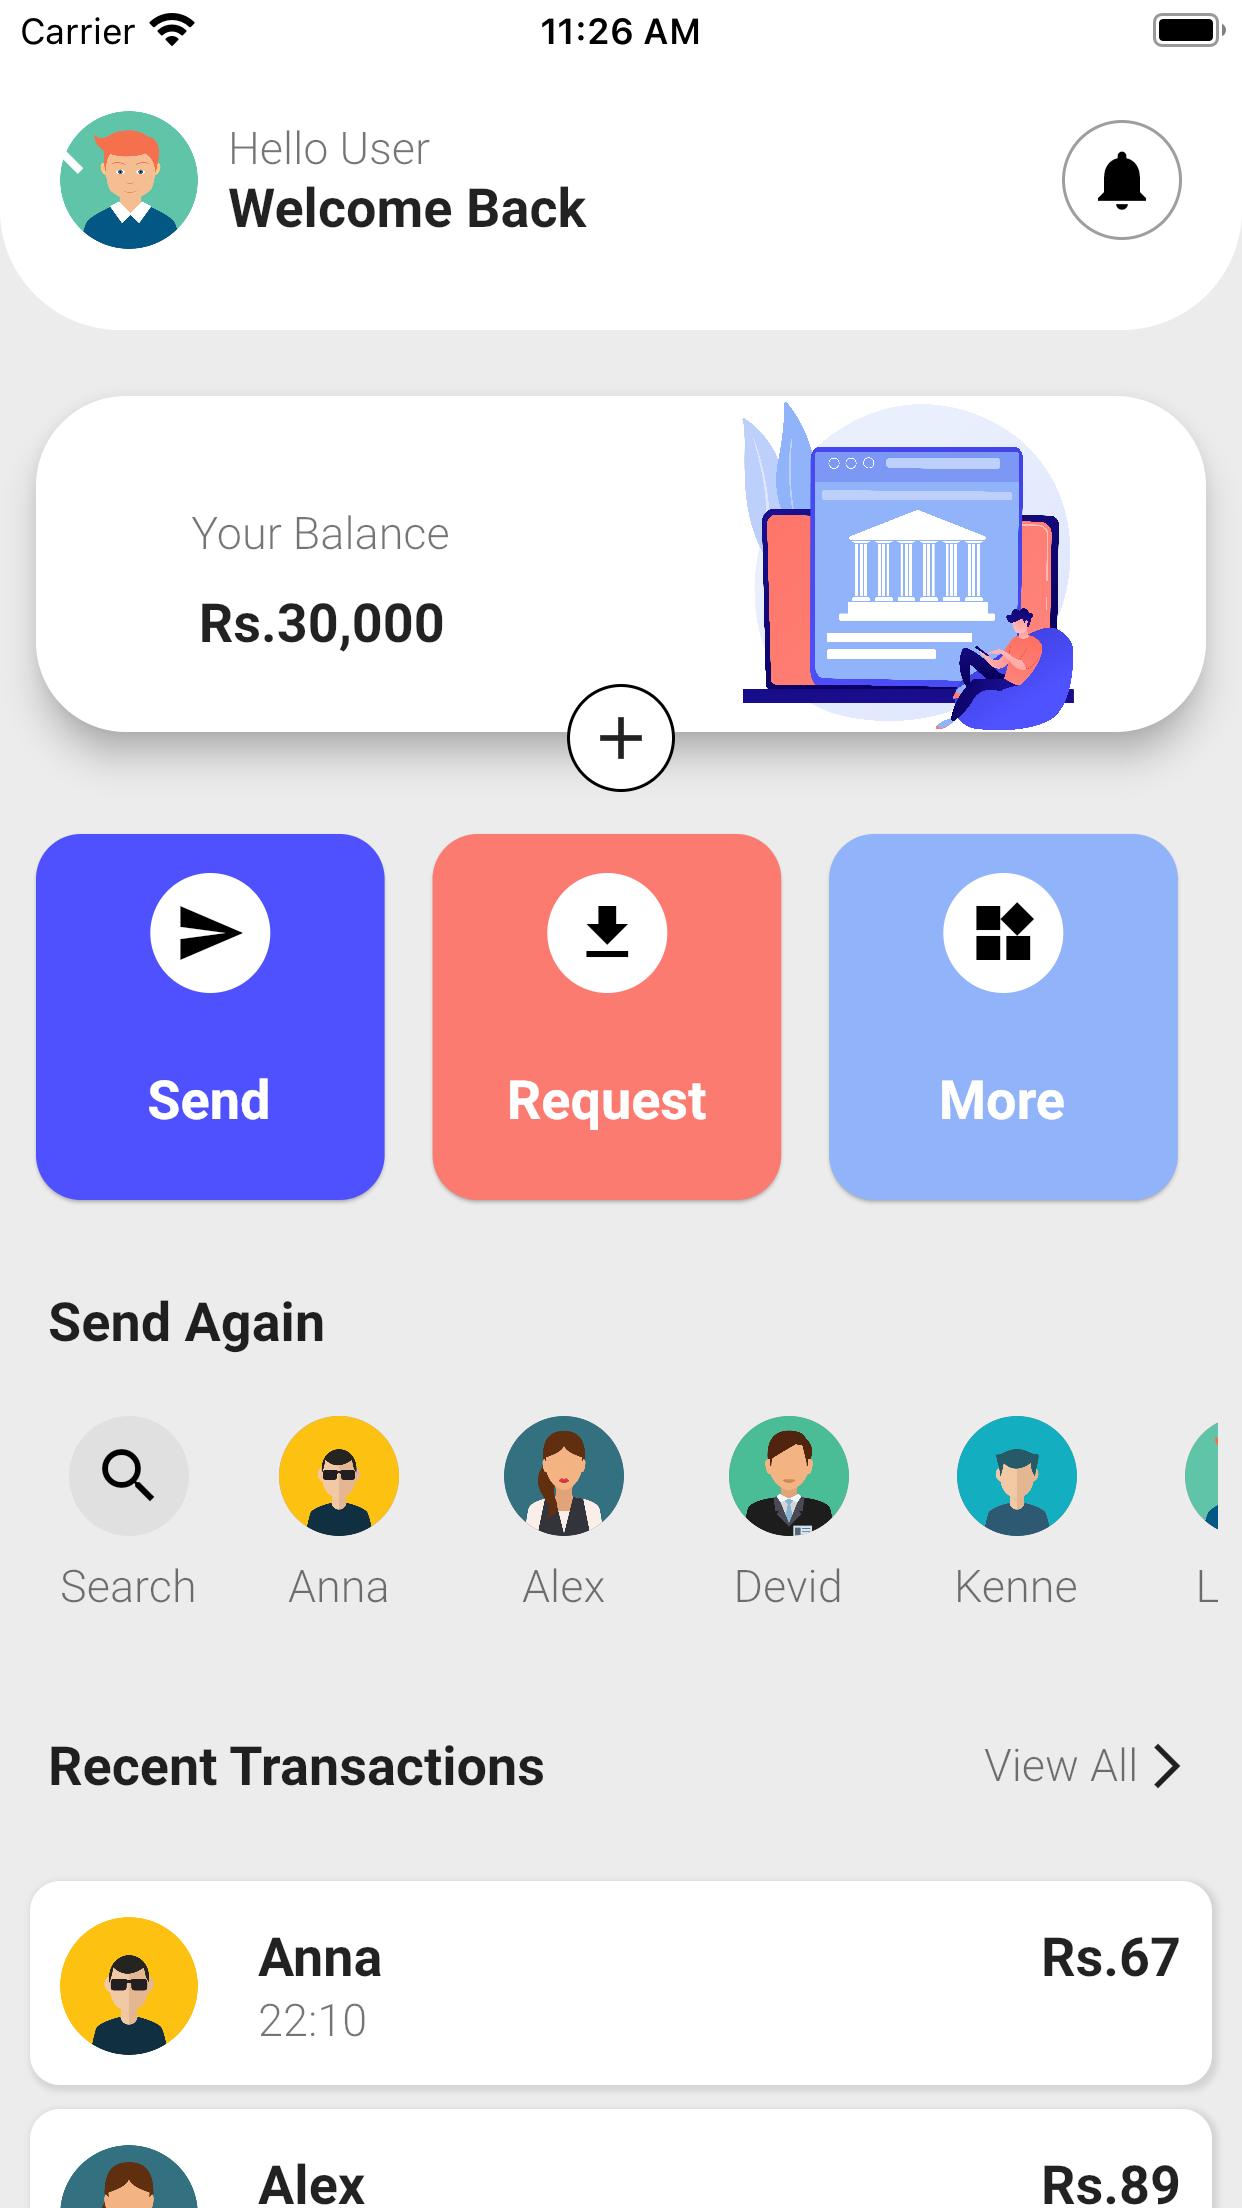 Carrier 11:26 AM
Hello User
Welcome Back
Your Balance
Rs.30,000
Send Request More
Send Again
Search Anna Alex Devid Kenne L
Recent Transactions View All
Anna Rs.67
22:10
Alex Rs.89